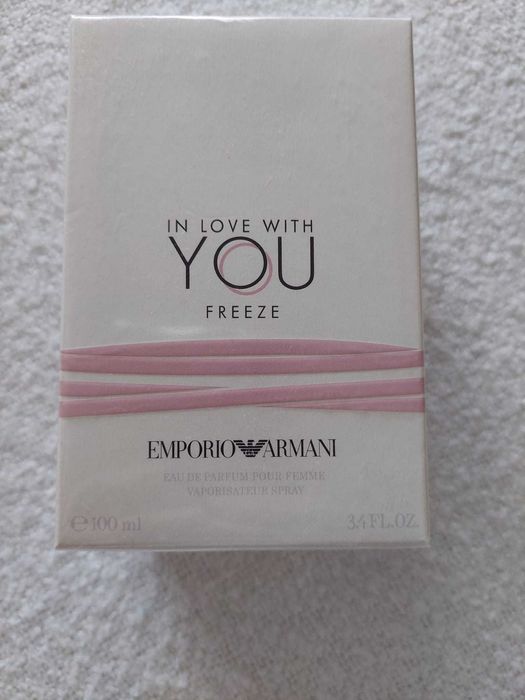 IN LOVE WITH
YOU
FREEZE
EMPORIO ARMANI
EAU DE PARFUM POUR FEMME
VAPORISATEUR SPRAY
℮ 100 ml 3.4 FL.OZ.